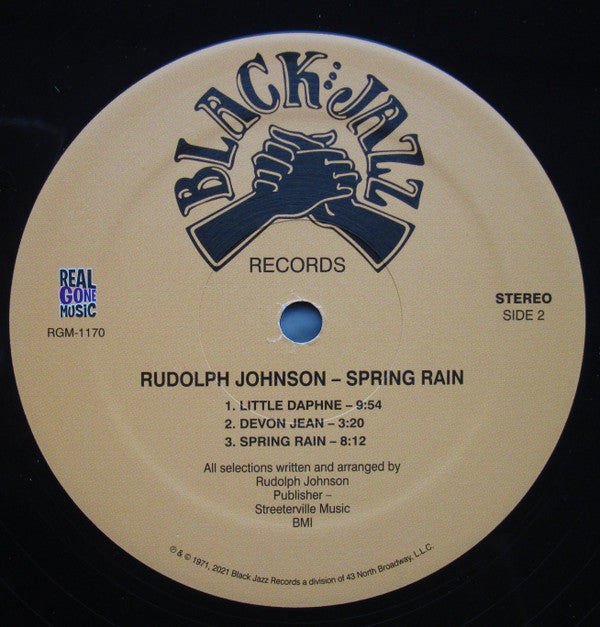 BLACK JAZZ
RECORDS
REAL
GONE
MUSIC
RGM-1170
STEREO
SIDE 2
RUDOLPH JOHNSON – SPRING RAIN
1. LITTLE DAPHNE – 9:54
2. DEVON JEAN – 3:20
3. SPRING RAIN – 8:12
All selections written and arranged by
Rudolph Johnson
Publisher –
Streeterville Music
BMI
℗ & © 1971, 2021 Black Jazz Records a division of 43 North Broadway, L.L.C.